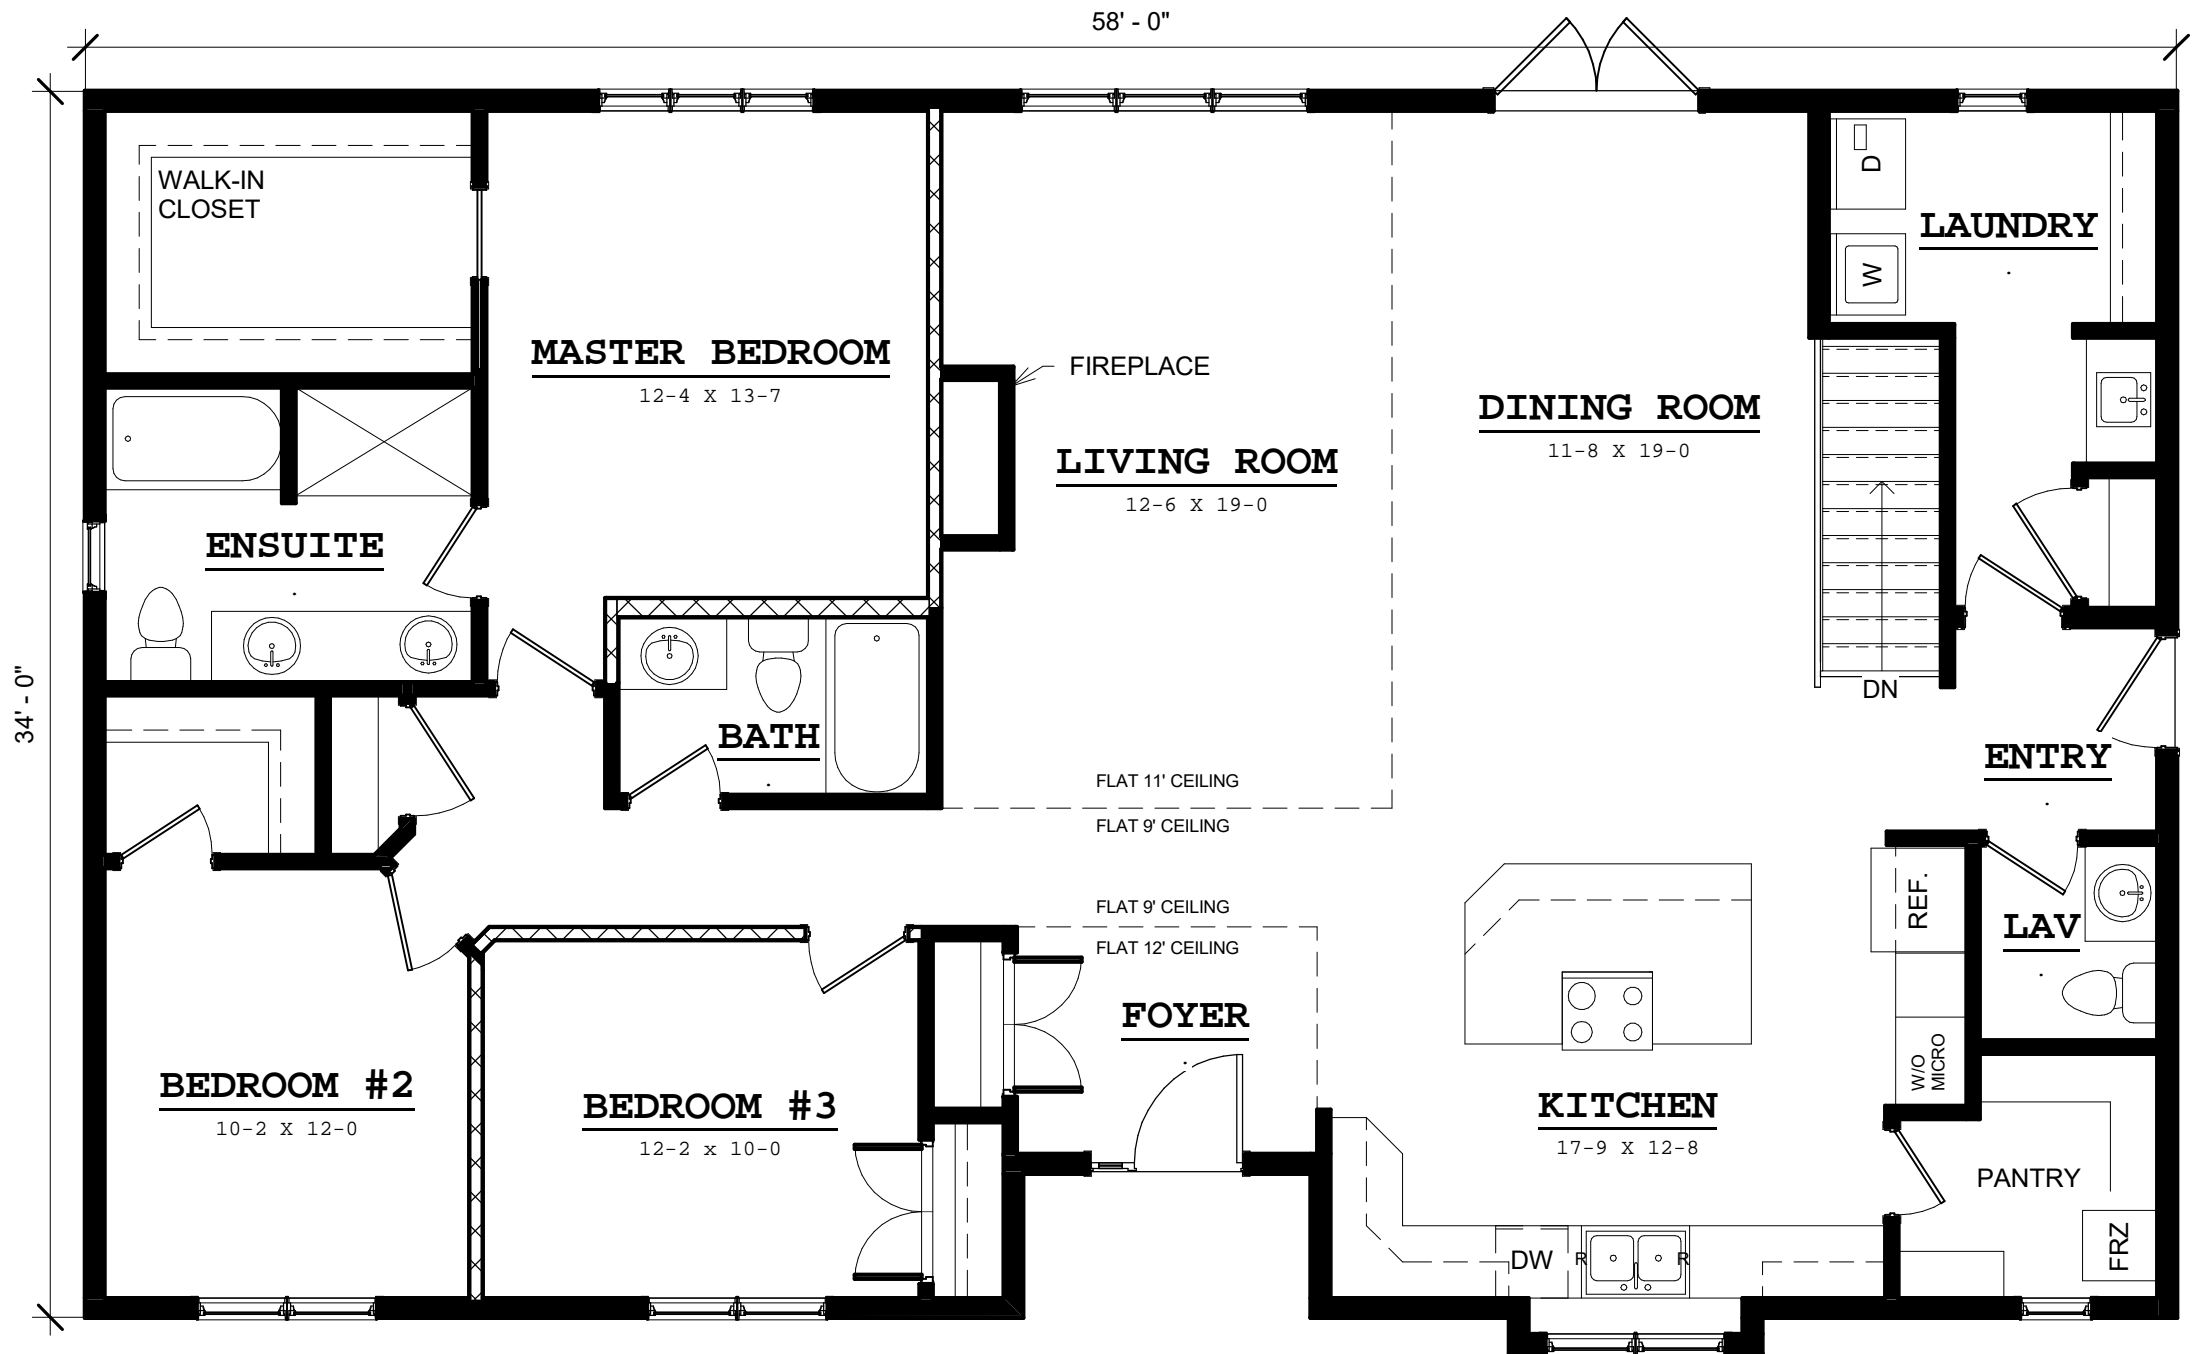 58' - 0"
34' - 0"
WALK-IN
CLOSET
MASTER BEDROOM
12-4 X 13-7
FIREPLACE
LIVING ROOM
12-6 X 19-0
DINING ROOM
11-8 X 19-0
D
W
LAUNDRY
ENSUITE
BATH
DN
ENTRY
FLAT 11' CEILING
FLAT 9' CEILING
FLAT 9' CEILING
FLAT 12' CEILING
FOYER
REF.
LAV
W/O
MICRO
BEDROOM #2
10-2 X 12-0
BEDROOM #3
12-2 x 10-0
KITCHEN
17-9 X 12-8
PANTRY
FRZ
DW
R
R